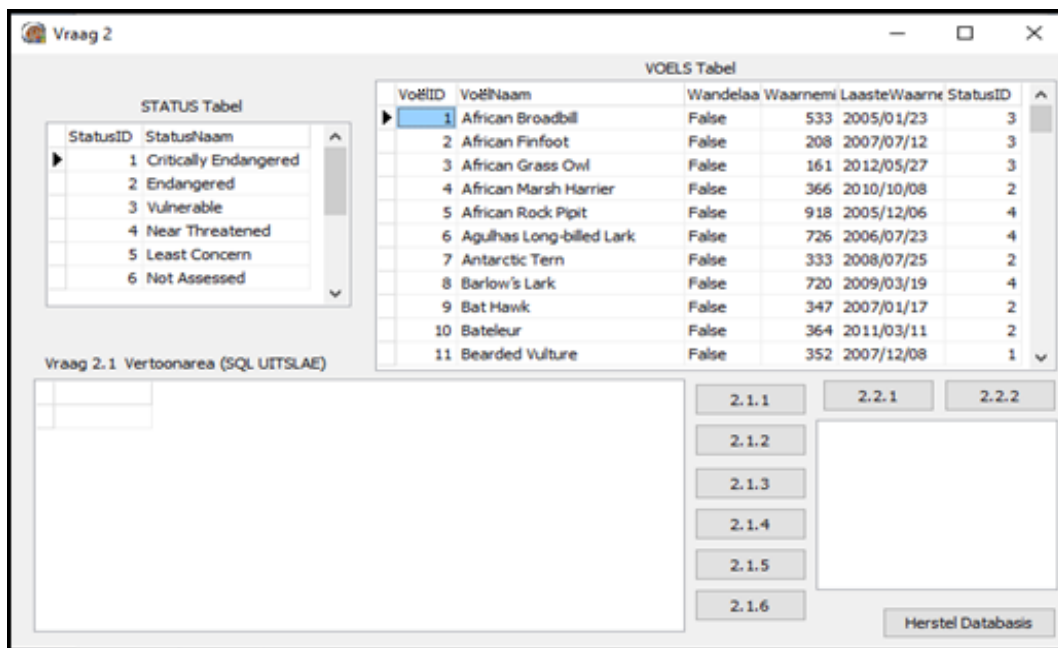 Vraag 2
VOELS Tabel
STATUS Tabel
StatusID StatusNaam
1 Critically Endangered
2 Endangered
3 Vulnerable
4 Near Threatened
5 Least Concern
6 Not Assessed
VoëlID VoëlNaam Wandelaa Waarnemi LaasteWaarne StatusID
1 African Broadbill False 533 2005/01/23 3
2 African Finfoot False 208 2007/07/12 3
3 African Grass Owl False 161 2012/05/27 3
4 African Marsh Harrier False 366 2010/10/08 2
5 African Rock Pipit False 918 2005/12/06 4
6 Agulhas Long-billed Lark False 726 2006/07/23 4
7 Antarctic Tern False 333 2008/07/25 2
8 Barlow's Lark False 720 2009/03/19 4
9 Bat Hawk False 347 2007/01/17 2
10 Bateleur False 364 2011/03/11 2
11 Bearded Vulture False 352 2007/12/08 1
Vraag 2.1 Vertoonarea (SQL UITSLAE)
2.1.1
2.1.2
2.1.3
2.1.4
2.1.5
2.1.6
2.2.1
2.2.2
Herstel Databasis